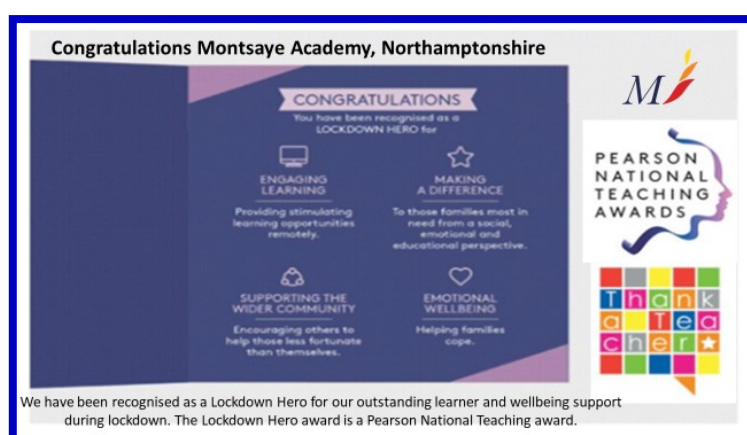 Congratulations Montsaye Academy, Northamptonshire
M
CONGRATULATIONS
You have been recognised as a
LOCKDOWN HERO for
ENGAGING
LEARNING
Providing stimulating
learning opportunities
remotely.
MAKING
A DIFFERENCE
To those families most in
need from a social,
emotional and
educational perspective.
SUPPORTING THE
WIDER COMMUNITY
Encouraging others to
help those less fortunate
than themselves.
EMOTIONAL
WELLBEING
Helping families
cope.
PEARSON
NATIONAL
TEACHING
AWARDS
Thank
a Tea
cher
We have been recognised as a Lockdown Hero for our outstanding learner and wellbeing support
during lockdown. The Lockdown Hero award is a Pearson National Teaching award.